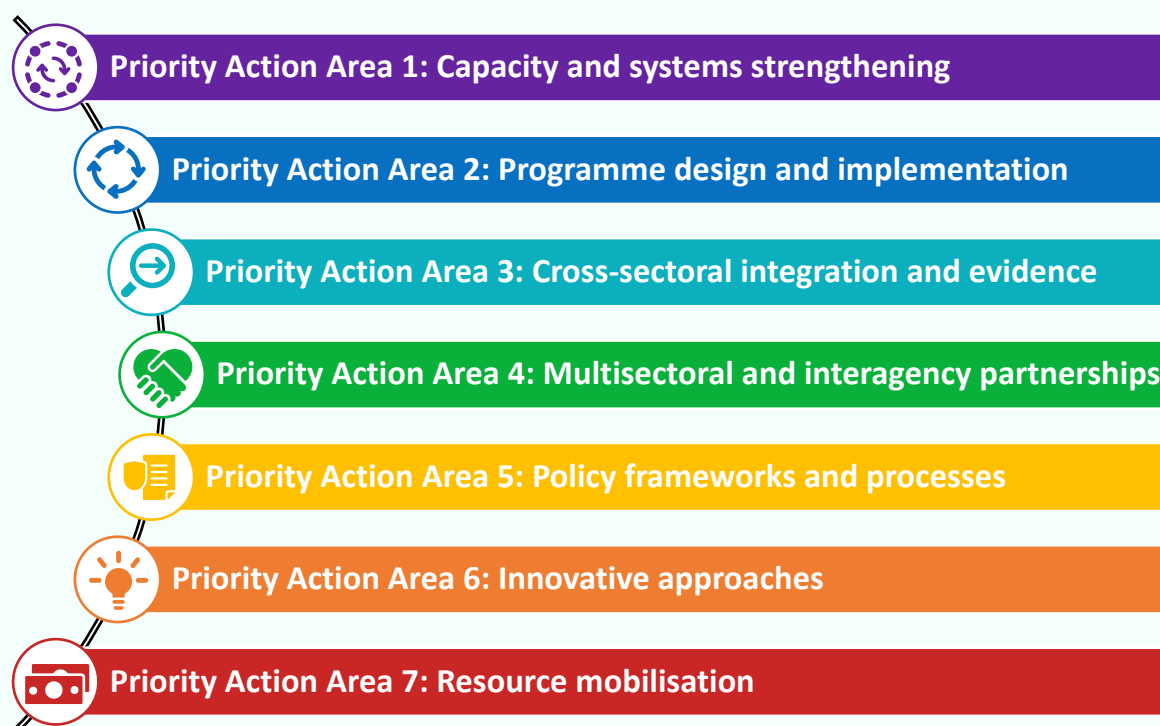 Priority Action Area 1: Capacity and systems strengthening
Priority Action Area 2: Programme design and implementation
Priority Action Area 3: Cross-sectoral integration and evidence
Priority Action Area 4: Multisectoral and interagency partnerships
Priority Action Area 5: Policy frameworks and processes
Priority Action Area 6: Innovative approaches
Priority Action Area 7: Resource mobilisation